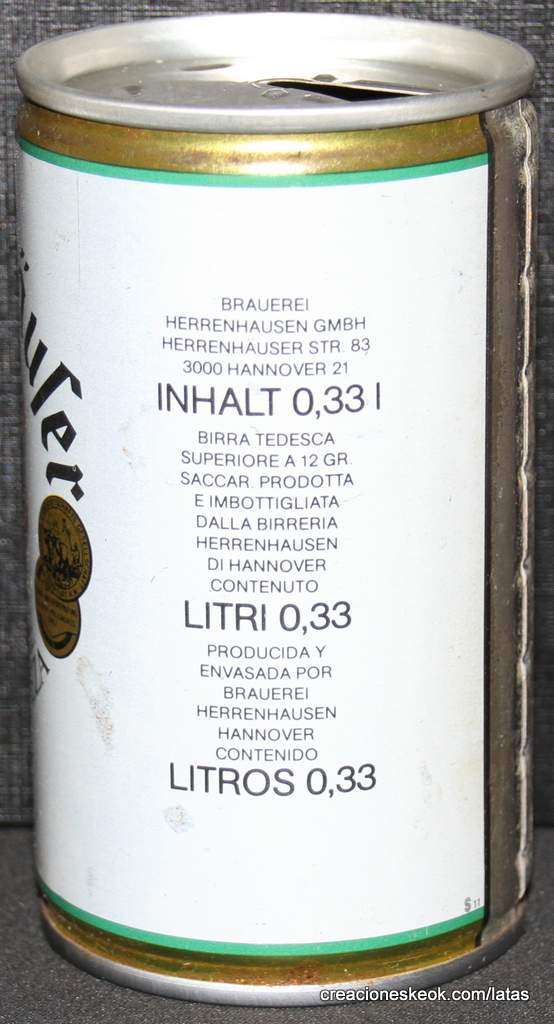 BRAUEREI
HERRENHAUSEN GMBH
HERRENHÄUSER STR. 83
3000 HANNOVER 21
INHALT 0,33 l
BIRRA TEDESCA
SUPERIORE A 12 GR.
SACCAR. PRODOTTA
E IMBOTTIGLIATA
DALLA BIRRERIA
HERRENHAUSEN
DI HANNOVER
CONTENUTO
LITRI 0,33
PRODUCIDA Y
ENVASADA POR
BRAUEREI
HERRENHAUSEN
HANNOVER
CONTENIDO
LITROS 0,33
S 11
creacioneskeok.com/latas